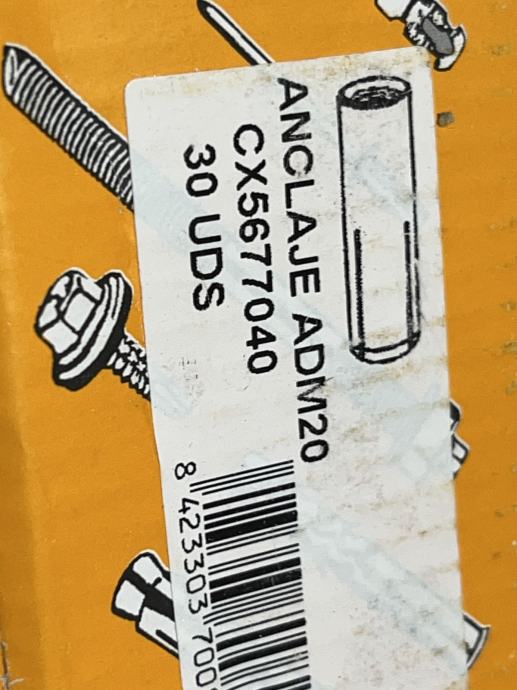 ANCLAJE ADM20
CX5677040
30 UDS
8 423303 700